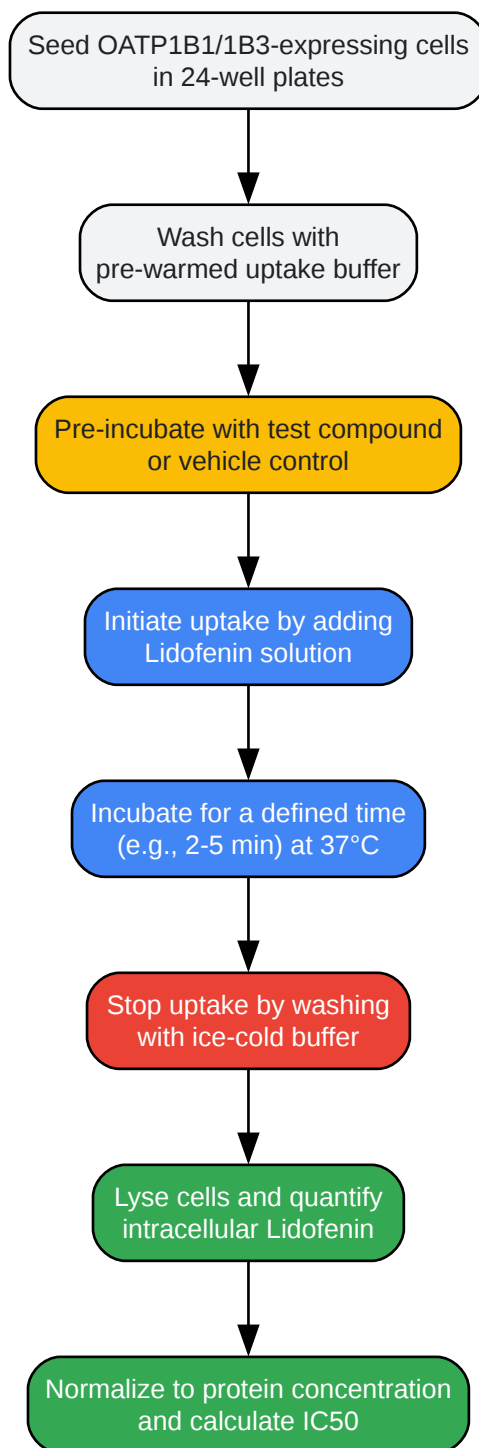 Seed OATP1B1/1B3-expressing cells
in 24-well plates
Wash cells with
pre-warmed uptake buffer
Pre-incubate with test compound
or vehicle control
Initiate uptake by adding
Lidofenin solution
Incubate for a defined time
(e.g., 2-5 min) at 37°C
Stop uptake by washing
with ice-cold buffer
Lyse cells and quantify
intracellular Lidofenin
Normalize to protein concentration
and calculate IC50